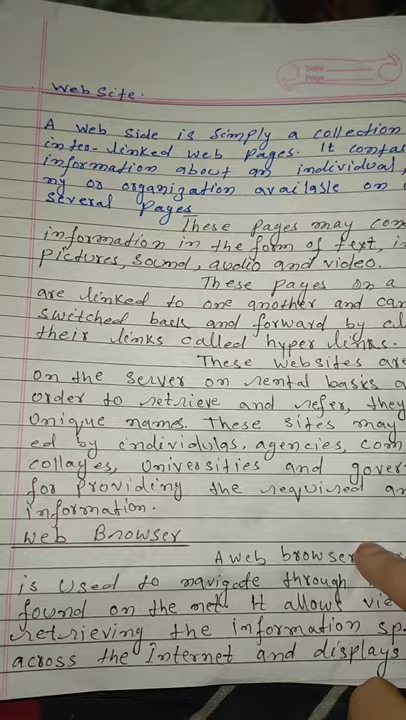 Date
Page
Web Site.
A Web Side is Simply a collection
inter-linked web pages. It conta
information about an individual,
ny or organization available on
Several Pages
These pages may con
information in the form of text, i
pictures, Sound, audio and video.
These pages on a
are linked to one another and can
switched back and forward by cl
their links called hyper links.
These websites are
on the server on rental basics a
order to retrieve and refer, they
Unique names. These sites may
ed by individulas, agencies, com
collages, Universities and gover
for Providing the required an
information.
Web Browser
A web browser
is used to navigate through
found on the net. It allows vie
retrieving the information sp.
across the Internet and displays